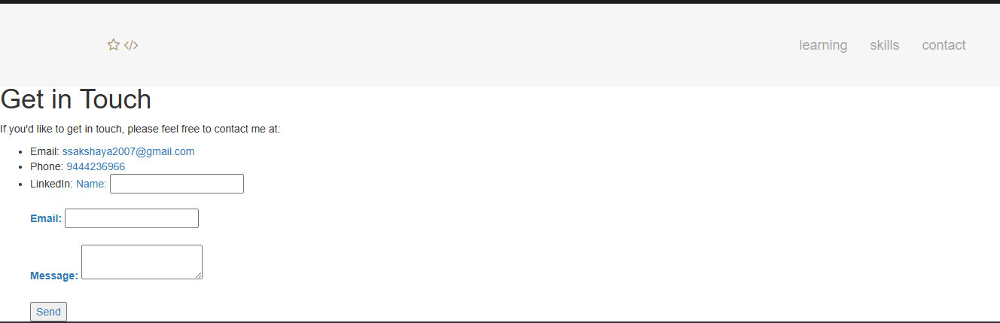 learning skills contact
Get in Touch
If you'd like to get in touch, please feel free to contact me at:
Email: ssakshaya2007@gmail.com
Phone: 9444236966
LinkedIn: Name:
Email:
Message:
Send